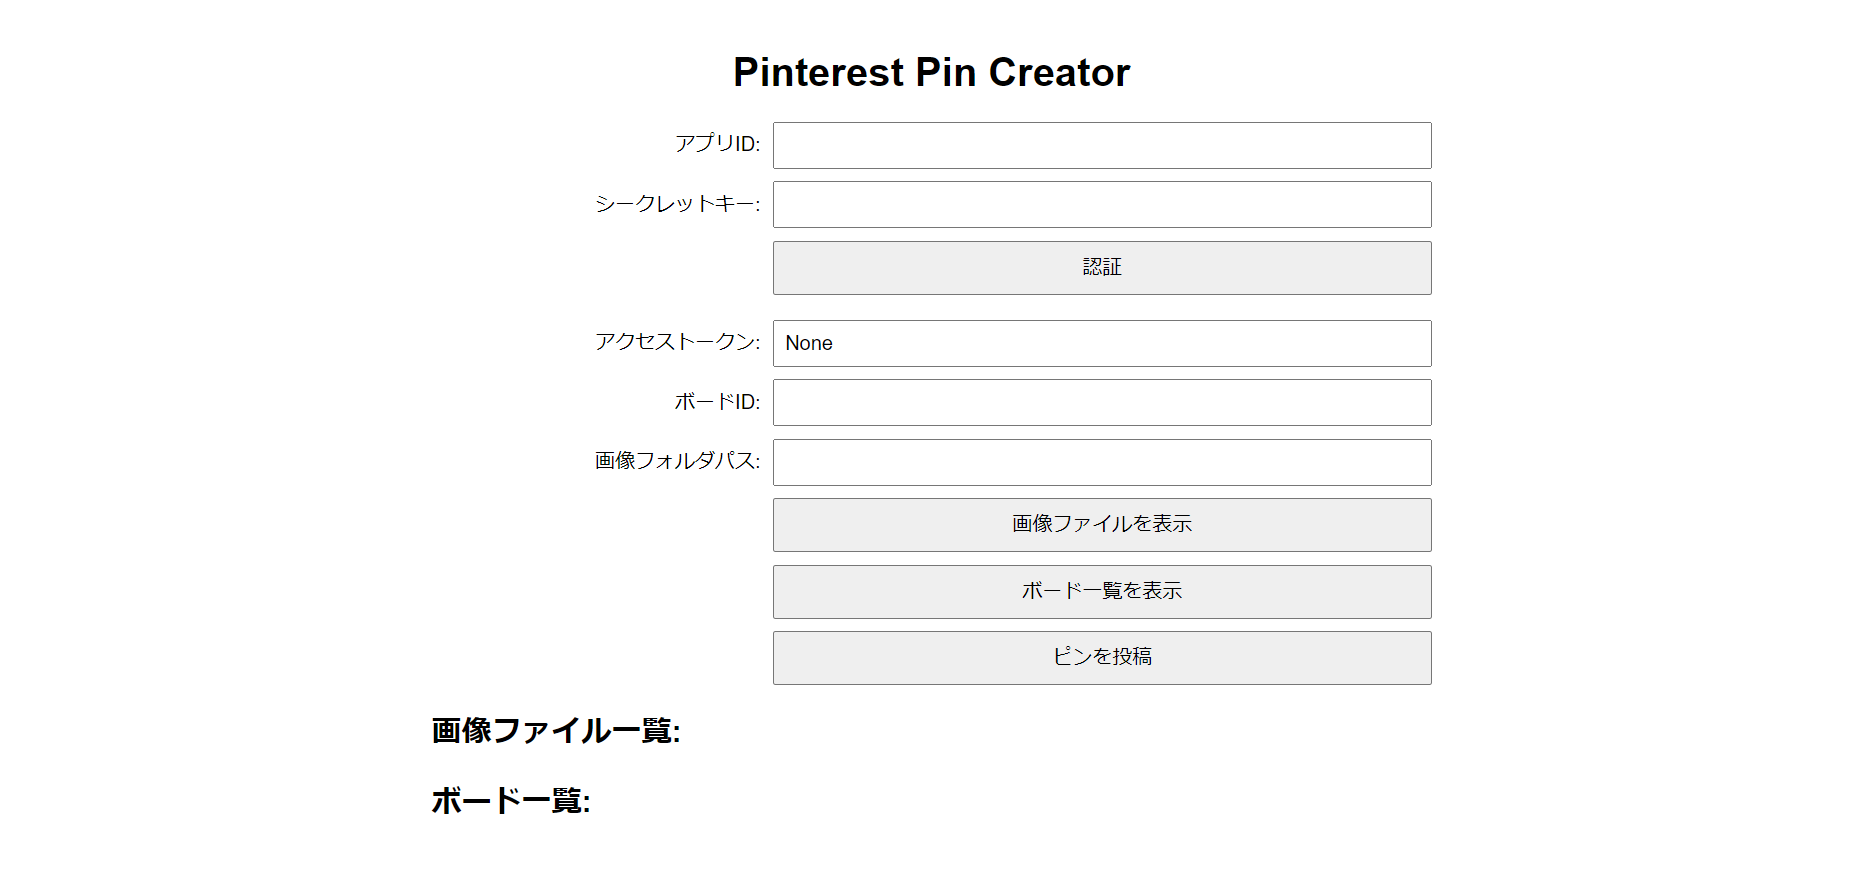 Pinterest Pin Creator
アプリID:
シークレットキー:
認証
アクセストークン: None
ボードID:
画像フォルダパス:
画像ファイルを表示
ボード一覧を表示
ピンを投稿
画像ファイル一覧:
ボード一覧: